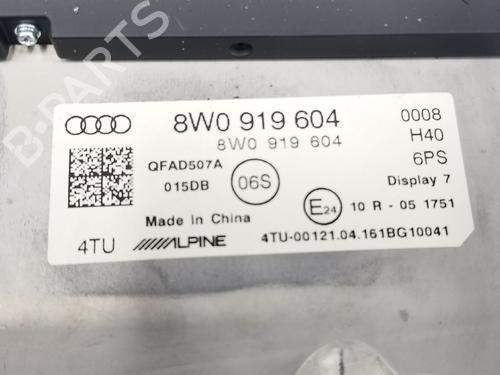 8W0 919 604
8W0 919 604
0008
H40
6PS
QFAD507A
015DB
06S
Display 7
E24
10 R - 05 1751
Made in China
4TU
ALPINE
4TU-00121.04.161BG10041
B-PARTS